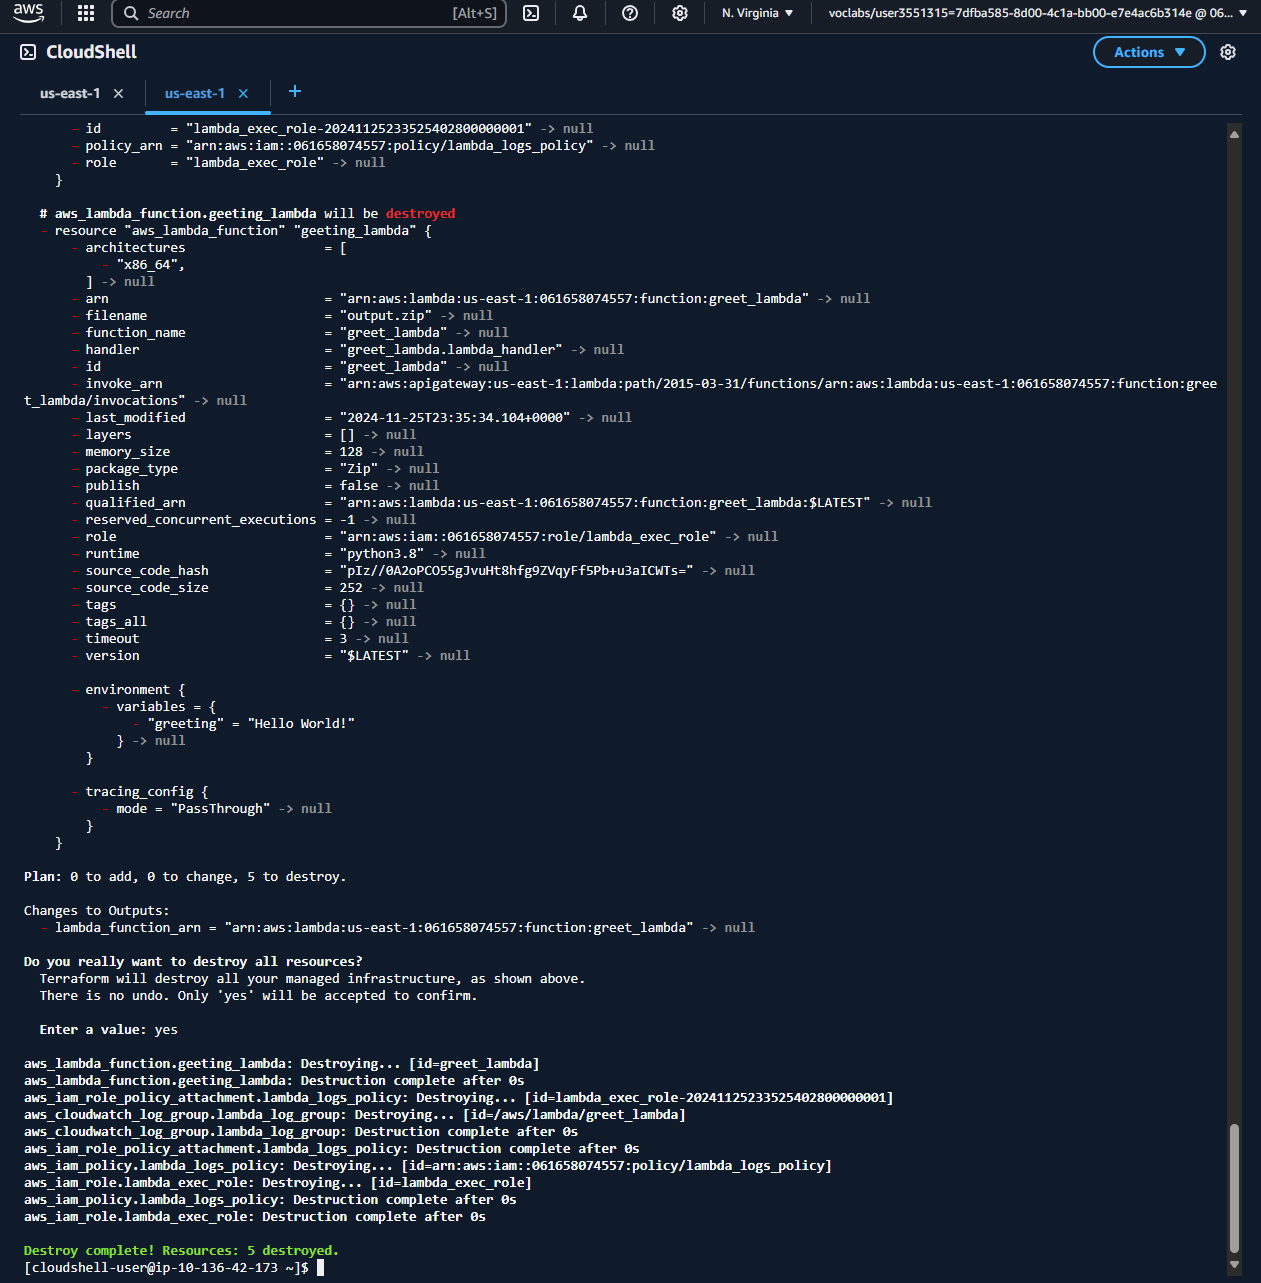 aws
Search [Alt+S]
N. Virginia ▼
voclabs/user3551315=7dfba585-8d00-4c1a-bb00-e7e4ac6b314e @ 06... ▼
CloudShell
Actions ▼
us-east-1 ×
us-east-1 ×
+
- id         = "lambda_exec_role-20241125233525402800000001" -> null
- policy_arn = "arn:aws:iam::061658074557:policy/lambda_logs_policy" -> null
- role       = "lambda_exec_role" -> null
}
# aws_lambda_function.geeting_lambda will be destroyed
- resource "aws_lambda_function" "geeting_lambda" {
- architectures                  = [
- "x86_64",
] -> null
- arn                            = "arn:aws:lambda:us-east-1:061658074557:function:greet_lambda" -> null
- filename                       = "output.zip" -> null
- function_name                  = "greet_lambda" -> null
- handler                        = "greet_lambda.lambda_handler" -> null
- id                             = "greet_lambda" -> null
- invoke_arn                     = "arn:aws:apigateway:us-east-1:lambda:path/2015-03-31/functions/arn:aws:lambda:us-east-1:061658074557:function:gree
t_lambda/invocations" -> null
- last_modified                  = "2024-11-25T23:35:34.104+0000" -> null
- layers                         = [] -> null
- memory_size                    = 128 -> null
- package_type                   = "Zip" -> null
- publish                        = false -> null
- qualified_arn                  = "arn:aws:lambda:us-east-1:061658074557:function:greet_lambda:$LATEST" -> null
- reserved_concurrent_executions = -1 -> null
- role                           = "arn:aws:iam::061658074557:role/lambda_exec_role" -> null
- runtime                        = "python3.8" -> null
- source_code_hash               = "pIz//0A2oPCO55gJvuHt8hfg9ZVqyFf5Pb+u3aICWTs=" -> null
- source_code_size               = 252 -> null
- tags                           = {} -> null
- tags_all                       = {} -> null
- timeout                        = 3 -> null
- version                        = "$LATEST" -> null
- environment {
- variables = {
- "greeting" = "Hello World!"
} -> null
}
- tracing_config {
- mode = "PassThrough" -> null
}
}
Plan: 0 to add, 0 to change, 5 to destroy.
Changes to Outputs:
- lambda_function_arn = "arn:aws:lambda:us-east-1:061658074557:function:greet_lambda" -> null
Do you really want to destroy all resources?
Terraform will destroy all your managed infrastructure, as shown above.
There is no undo. Only 'yes' will be accepted to confirm.
Enter a value: yes
aws_lambda_function.geeting_lambda: Destroying... [id=greet_lambda]
aws_lambda_function.geeting_lambda: Destruction complete after 0s
aws_iam_role_policy_attachment.lambda_logs_policy: Destroying... [id=lambda_exec_role-20241125233525402800000001]
aws_cloudwatch_log_group.lambda_log_group: Destroying... [id=/aws/lambda/greet_lambda]
aws_cloudwatch_log_group.lambda_log_group: Destruction complete after 0s
aws_iam_role_policy_attachment.lambda_logs_policy: Destruction complete after 0s
aws_iam_policy.lambda_logs_policy: Destroying... [id=arn:aws:iam::061658074557:policy/lambda_logs_policy]
aws_iam_role.lambda_exec_role: Destroying... [id=lambda_exec_role]
aws_iam_policy.lambda_logs_policy: Destruction complete after 0s
aws_iam_role.lambda_exec_role: Destruction complete after 0s
Destroy complete! Resources: 5 destroyed.
[cloudshell-user@ip-10-136-42-173 ~]$